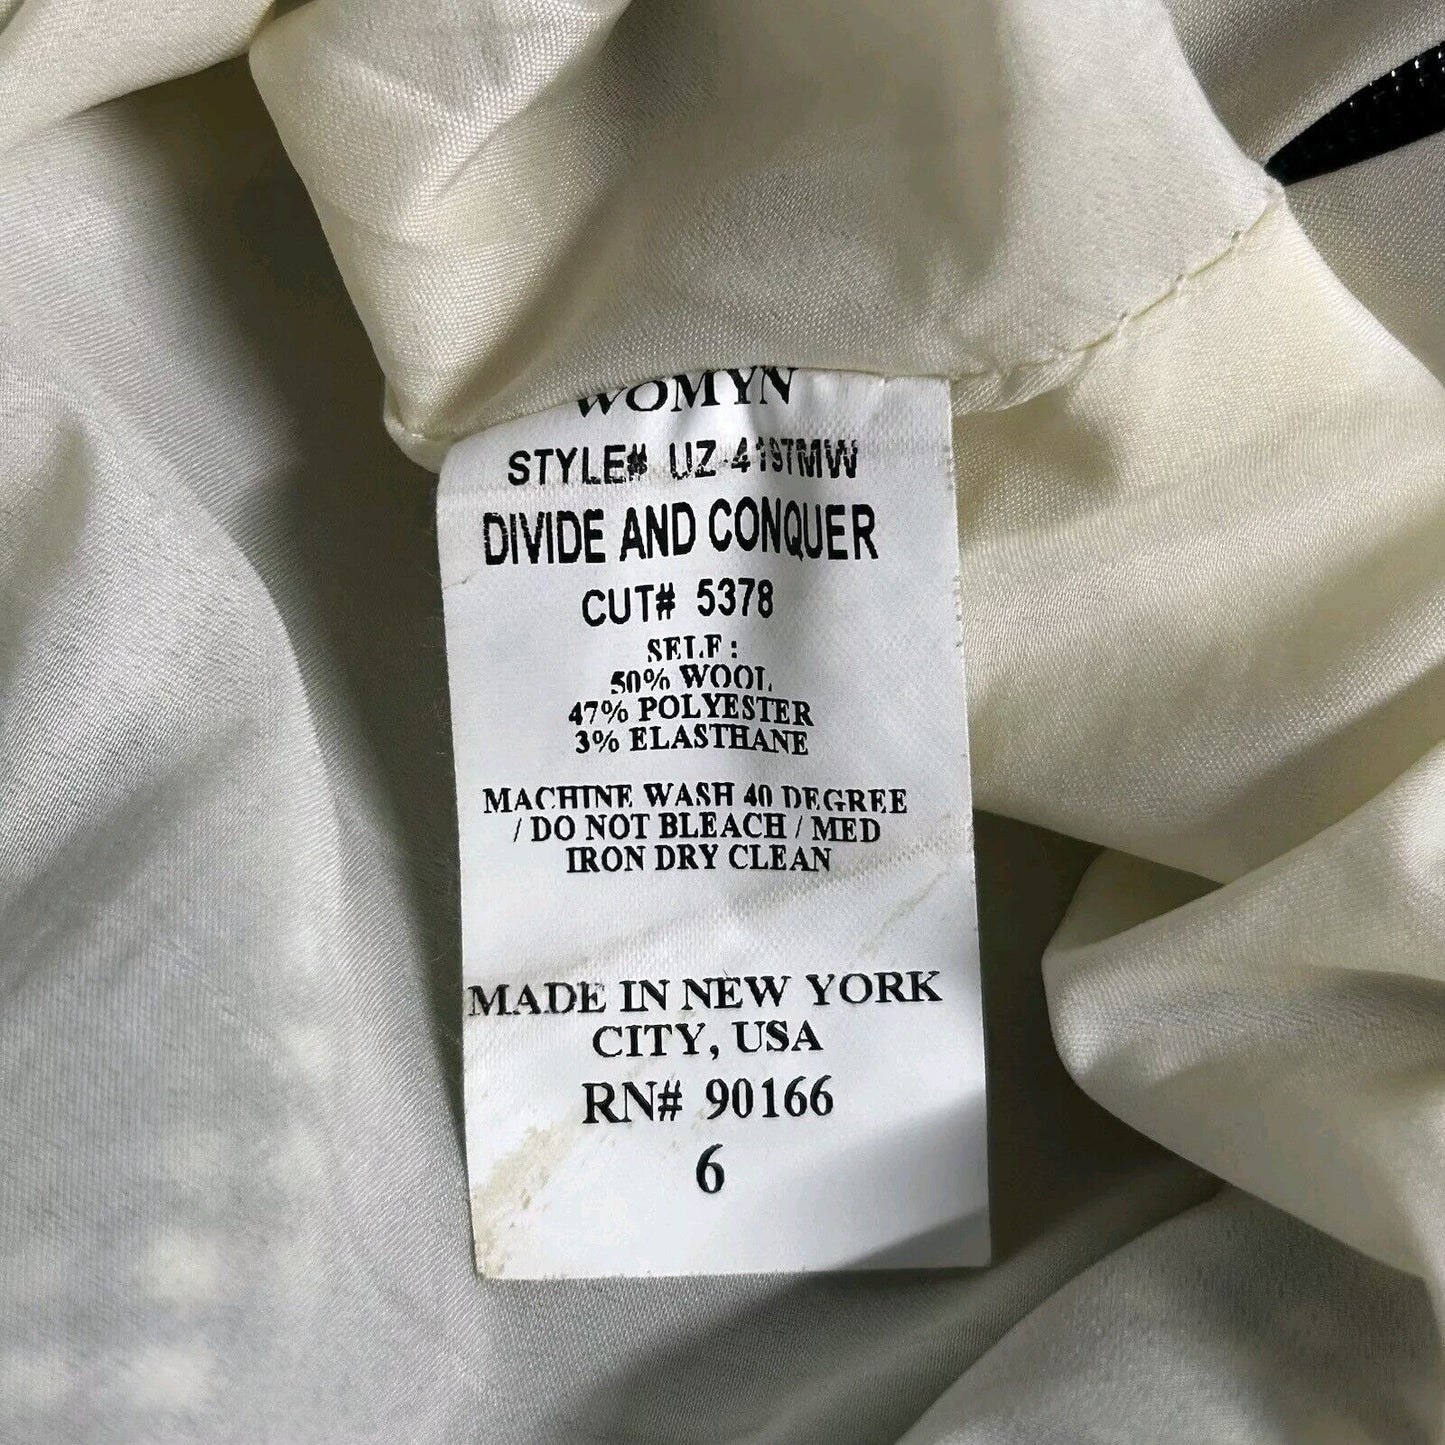 WOMYN
STYLE# UZ-4197MW
DIVIDE AND CONQUER
CUT# 5378
SELF:
50% WOOL
47% POLYESTER
3% ELASTHANE
MACHINE WASH 40 DEGREE
/ DO NOT BLEACH / MED
IRON DRY CLEAN
MADE IN NEW YORK
CITY, USA
RN# 90166
6